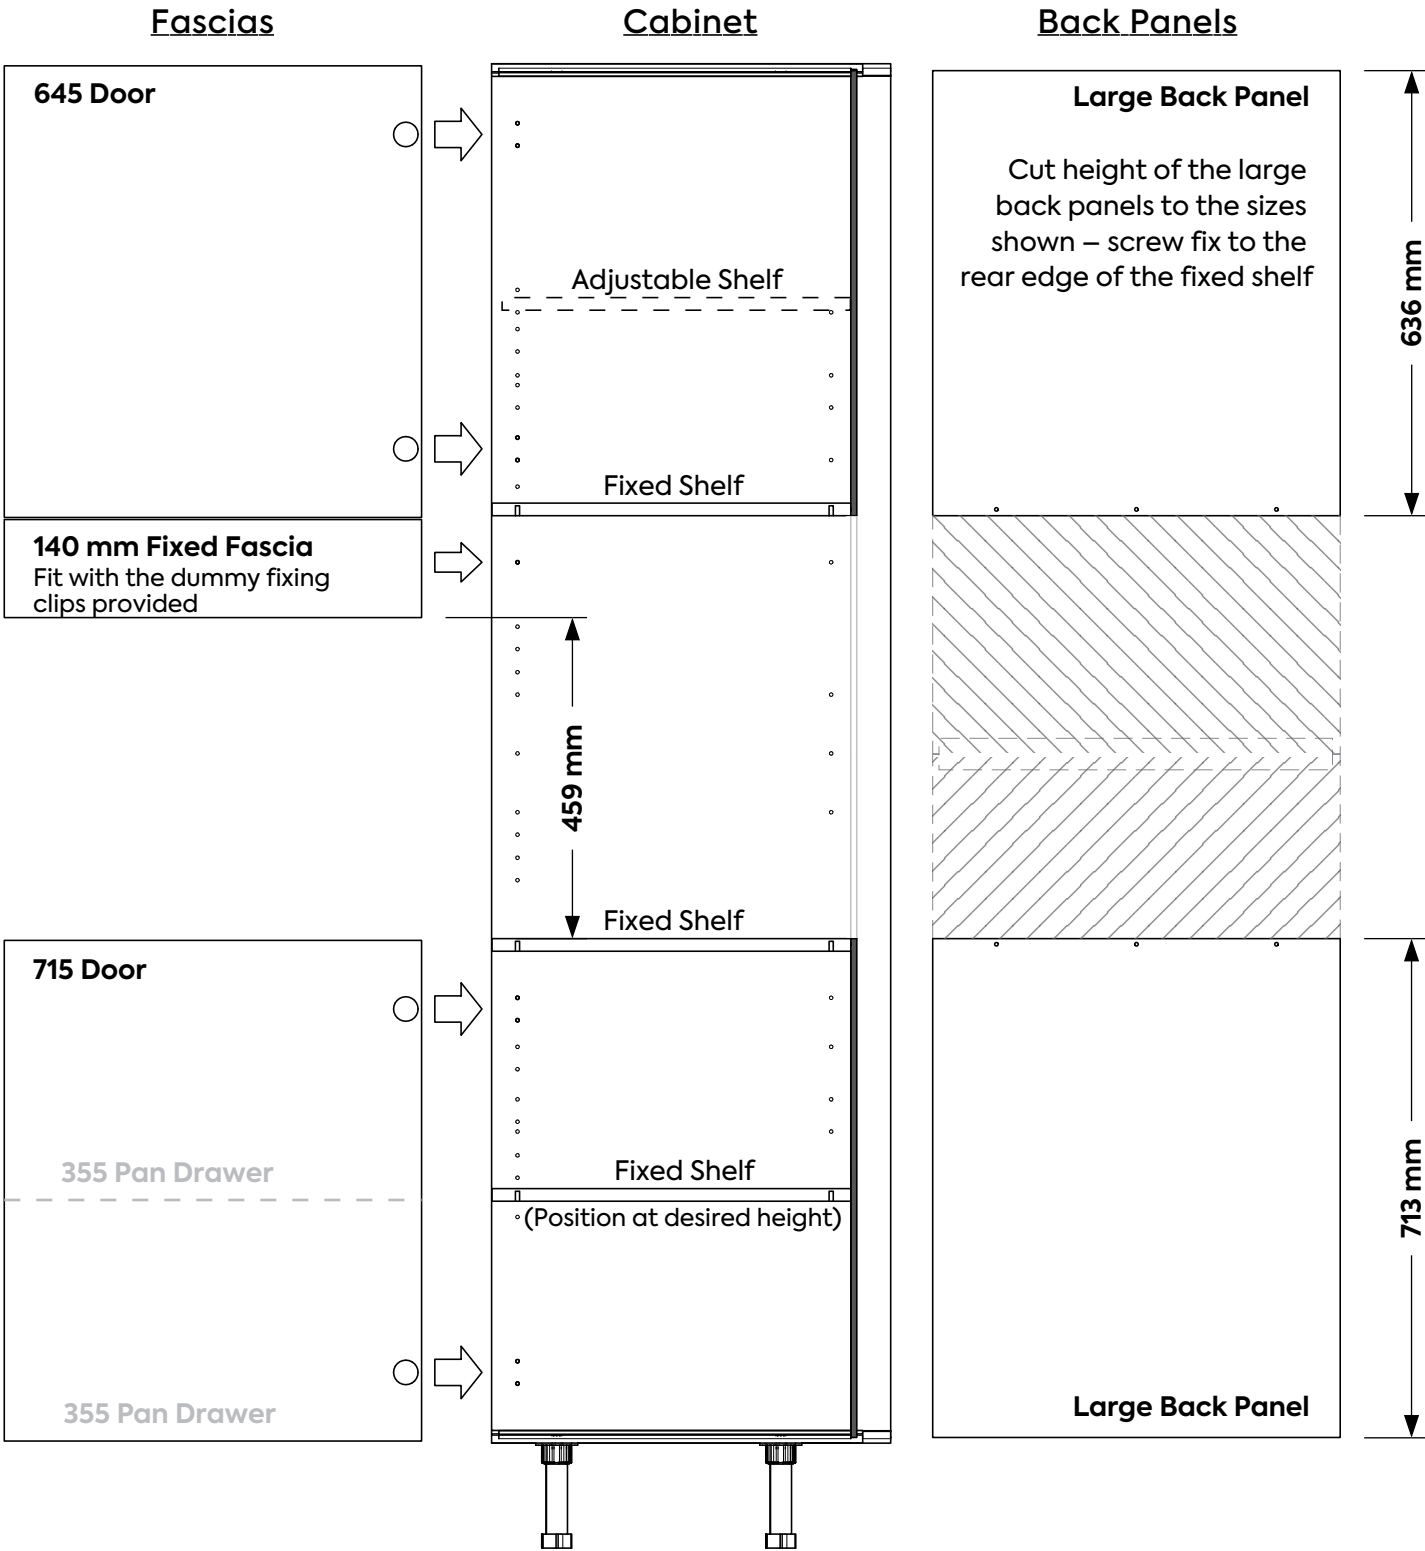 Fascias
Cabinet
Back Panels
645 Door
Large Back Panel
Cut height of the large
back panels to the sizes
shown – screw fix to the
rear edge of the fixed shelf
636 mm
Adjustable Shelf
Fixed Shelf
140 mm Fixed Fascia
Fit with the dummy fixing
clips provided
459 mm
Fixed Shelf
715 Door
355 Pan Drawer
Fixed Shelf
(Position at desired height)
713 mm
355 Pan Drawer
Large Back Panel